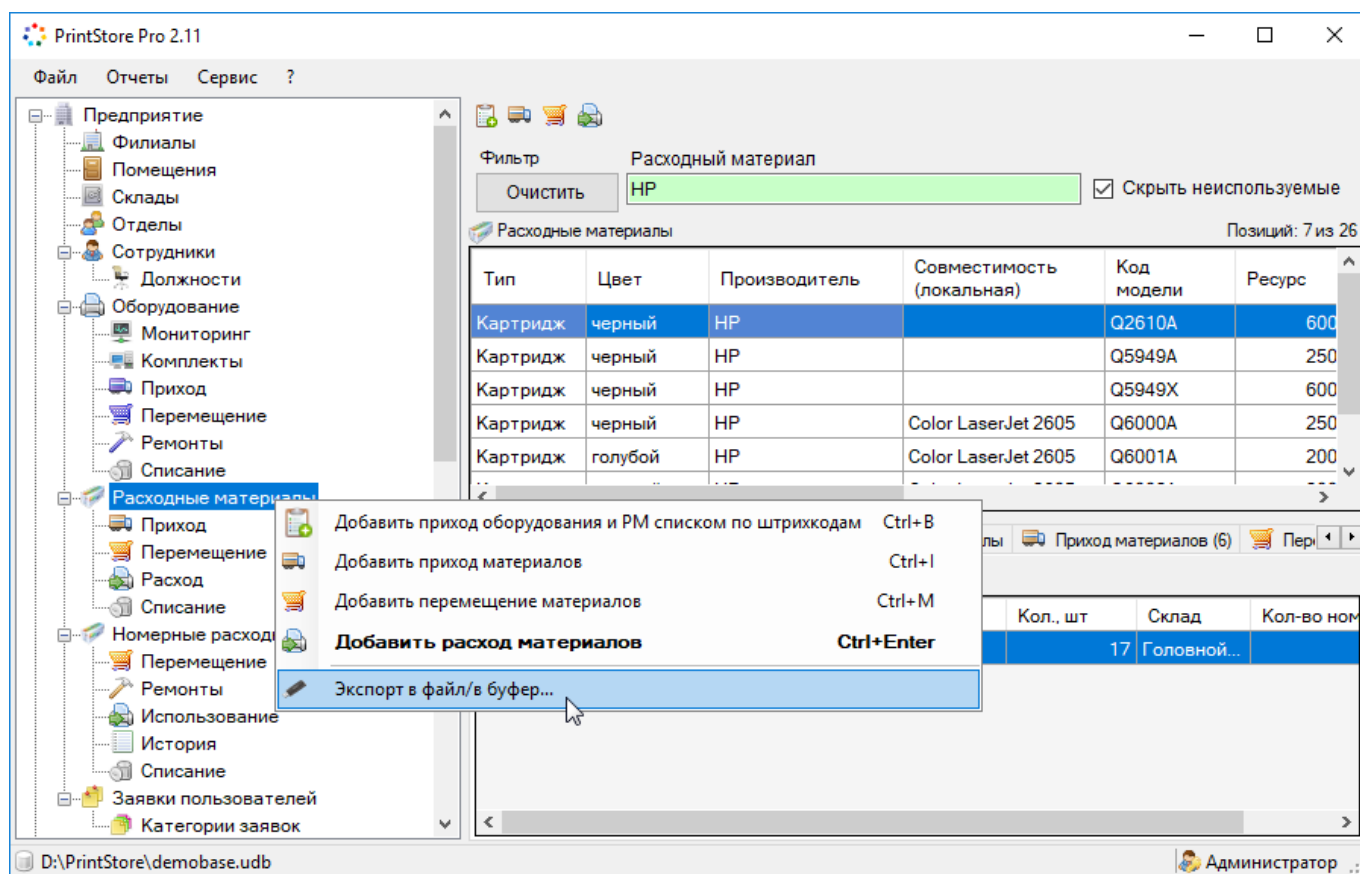 PrintStore Pro 2.11
Файл Отчеты Сервис ?
Предприятие
Филиалы
Помещения
Склады
Отделы
Сотрудники
Должности
Оборудование
Мониторинг
Комплекты
Приход
Перемещение
Ремонты
Списание
Расходные материалы
Приход
Перемещение
Расход
Списание
Номерные расход
Перемещение
Ремонты
Использование
История
Списание
Заявки пользователей
Категории заявок
Фильтр Расходный материал
Очистить HP Скрыть неиспользуемые
Расходные материалы Позиций: 7 из 26
Тип Цвет Производитель Совместимость (локальная) Код модели Ресурс
Картридж черный HP Q2610A 600
Картридж черный HP Q5949A 250
Картридж черный HP Q5949X 600
Картридж черный HP Color LaserJet 2605 Q6000A 250
Картридж голубой HP Color LaserJet 2605 Q6001A 200
Добавить приход оборудования и РМ списком по штрихкодам Ctrl+B
Добавить приход материалов Ctrl+I
Добавить перемещение материалов Ctrl+M
Добавить расход материалов Ctrl+Enter
Экспорт в файл/в буфер...
лы Приход материалов (6) Пер
Кол., шт Склад Кол-во ном
17 Головной...
D:\PrintStore\demobase.udb Администратор